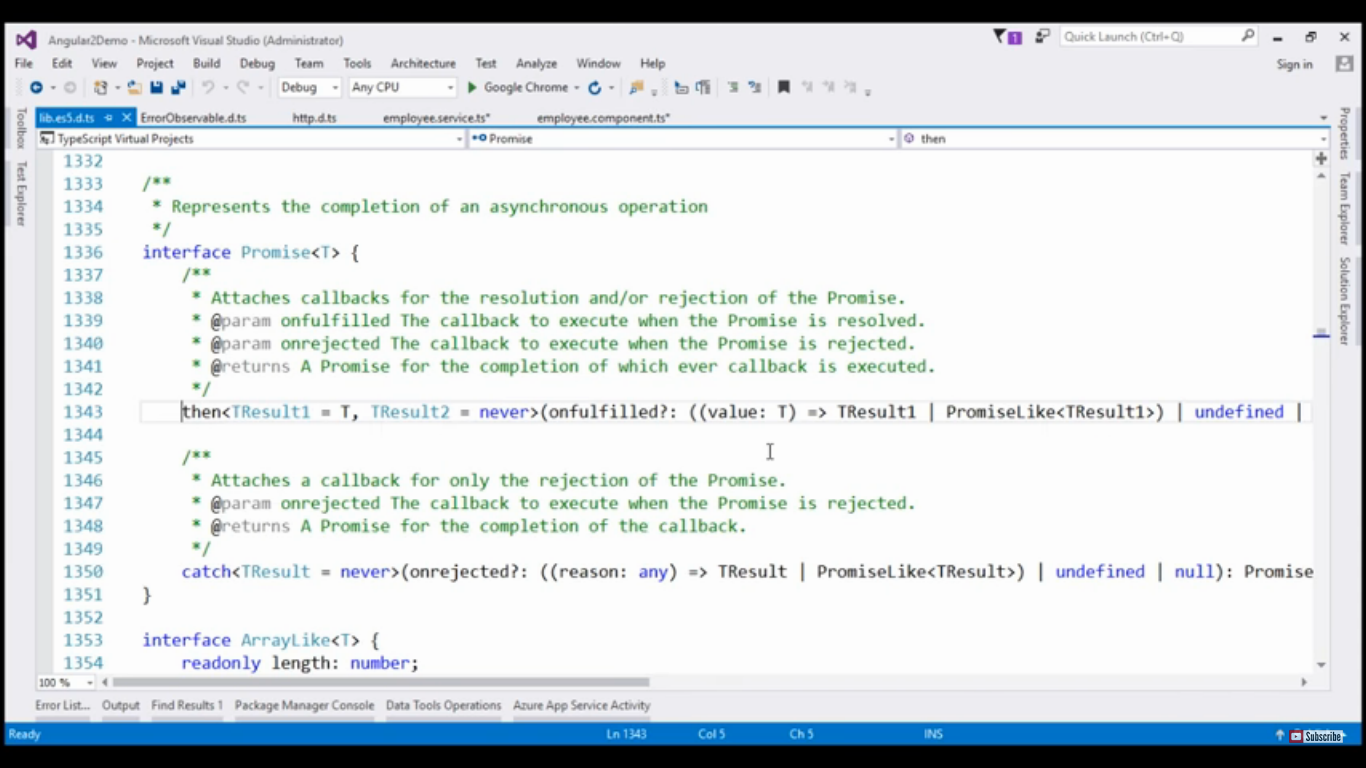 Angular2Demo - Microsoft Visual Studio (Administrator)
1
Quick Launch (Ctrl+Q)
File Edit View Project Build Debug Team Tools Architecture Test Analyze Window Help
Sign in
Debug Any CPU Google Chrome
lib.es5.d.ts ErrorObservable.d.ts http.d.ts employee.service.ts* employee.component.ts*
TypeScript Virtual Projects Promise then
Toolbox
Test Explorer
Properties
Team Explorer
Solution Explorer
1332
1333 /**
1334 * Represents the completion of an asynchronous operation
1335 */
1336 interface Promise<T> {
1337 /**
1338 * Attaches callbacks for the resolution and/or rejection of the Promise.
1339 * @param onfulfilled The callback to execute when the Promise is resolved.
1340 * @param onrejected The callback to execute when the Promise is rejected.
1341 * @returns A Promise for the completion of which ever callback is executed.
1342 */
1343 then<TResult1 = T, TResult2 = never>(onfulfilled?: ((value: T) => TResult1 | PromiseLike<TResult1>) | undefined |
1344
1345 /**
1346 * Attaches a callback for only the rejection of the Promise.
1347 * @param onrejected The callback to execute when the Promise is rejected.
1348 * @returns A Promise for the completion of the callback.
1349 */
1350 catch<TResult = never>(onrejected?: ((reason: any) => TResult | PromiseLike<TResult>) | undefined | null): Promise
1351 }
1352
1353 interface ArrayLike<T> {
1354 readonly length: number;
100 %
Error List... Output Find Results 1 Package Manager Console Data Tools Operations Azure App Service Activity
Ready Ln 1343 Col 5 Ch 5 INS
Subscribe